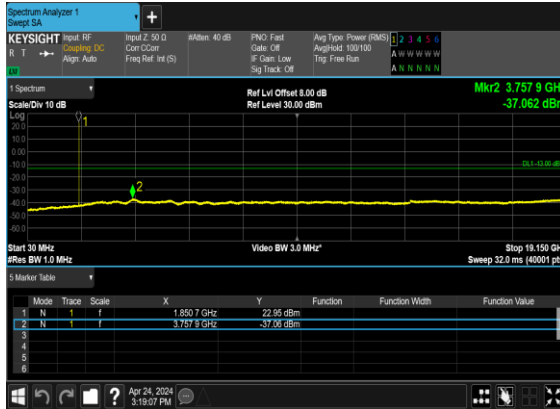 Spectrum Analyzer 1
Swept SA
+
KEYSIGHT Input: RF Input Z: 50 Ω #Atten: 40 dB PNO: Fast Avg Type: Power (RMS) 1 2 3 4 5 6
R T Coupling: DC Corr CCorr Gate: Off Avg|Hold: 100/100 A W W W W W
Align: Auto Freq Ref: Int (S) IF Gain: Low Trig: Free Run
LU Sig Track: Off A N N N N N
1 Spectrum Ref Lvl Offset 8.00 dB Mkr2 3.757 9 GH
Scale/Div 10 dB Ref Level 30.00 dBm -37.062 dBm
Log
1
20.0
10.0
0.00
-10.0
DL1 -13.00 dB
-20.0
-30.0
2
-40.0
-50.0
-60.0
Start 30 MHz Video BW 3.0 MHz* Stop 19.150 GH
#Res BW 1.0 MHz Sweep 32.0 ms (40001 pts
5 Marker Table
Mode Trace Scale X Y Function Function Width Function Value
1 N 1 f 1.850 7 GHz 22.95 dBm
2 N 1 f 3.757 9 GHz -37.06 dBm
3
4
5
6
? Apr 24, 2024
3:19:07 PM